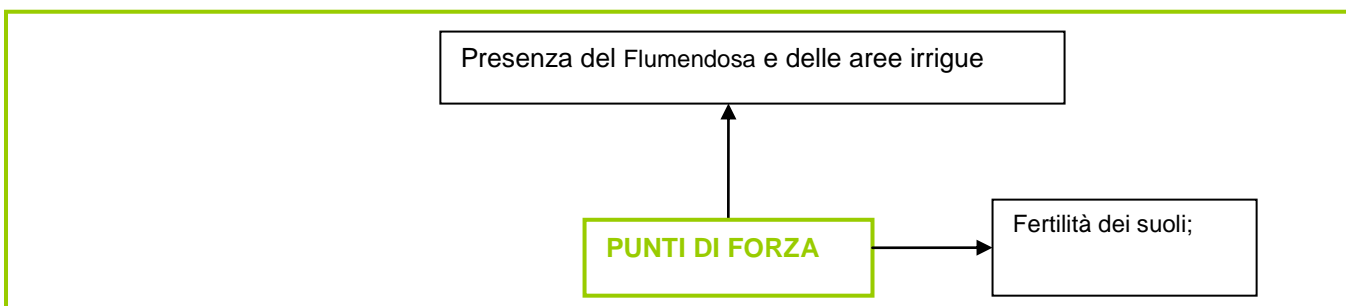 Presenza del Flumendosa e delle aree irrigue
Fertilità dei suoli;
PUNTI DI FORZA